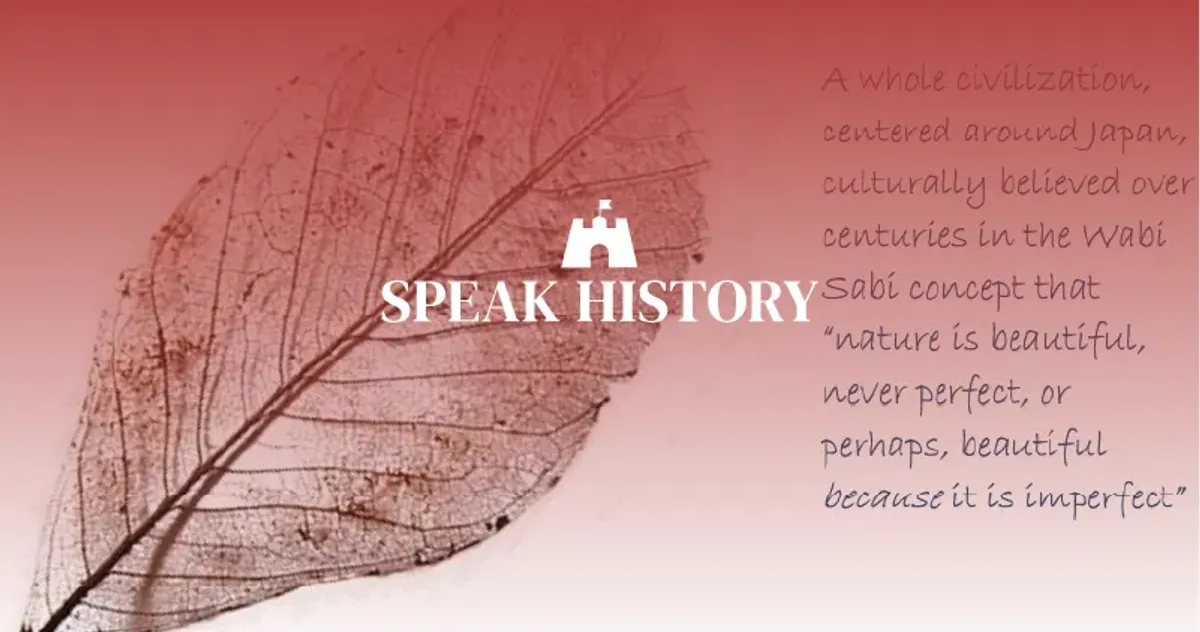 SPEAK HISTORY
A whole civilization,
centered around Japan,
culturally believed over
centuries in the Wabi
Sabi concept that
“nature is beautiful,
never perfect, or
perhaps, beautiful
because it is imperfect”